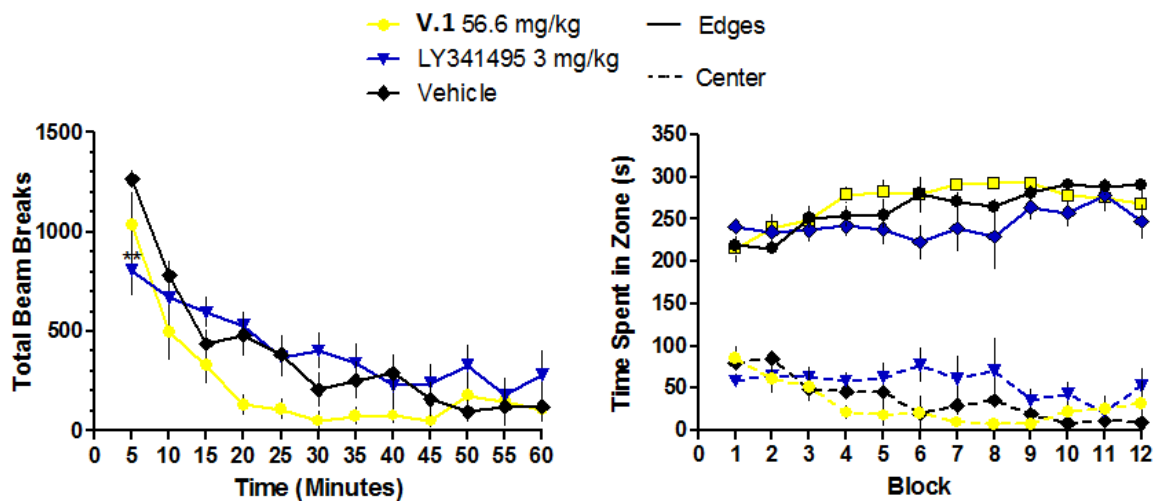 V.1 56.6 mg/kg
LY341495 3 mg/kg
Vehicle
Edges
Center
Total Beam Breaks
1500
1000
500
0
**
0 5 10 15 20 25 30 35 40 45 50 55 60
Time (Minutes)
Time Spent in Zone (s)
350
300
250
200
150
100
50
0
1 2 3 4 5 6 7 8 9 10 11 12
Block